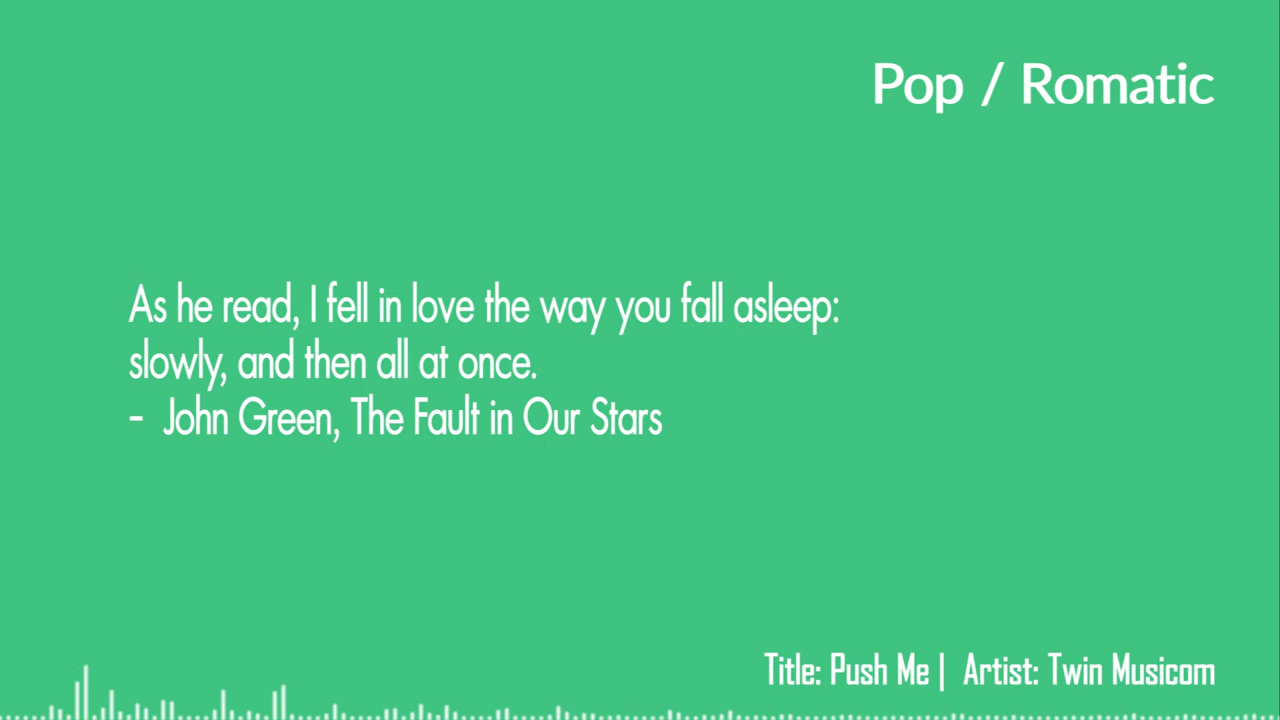 Pop / Romatic
As he read, I fell in love the way you fall asleep:
slowly, and then all at once.
- John Green, The Fault in Our Stars
Title: Push Me | Artist: Twin Musicom